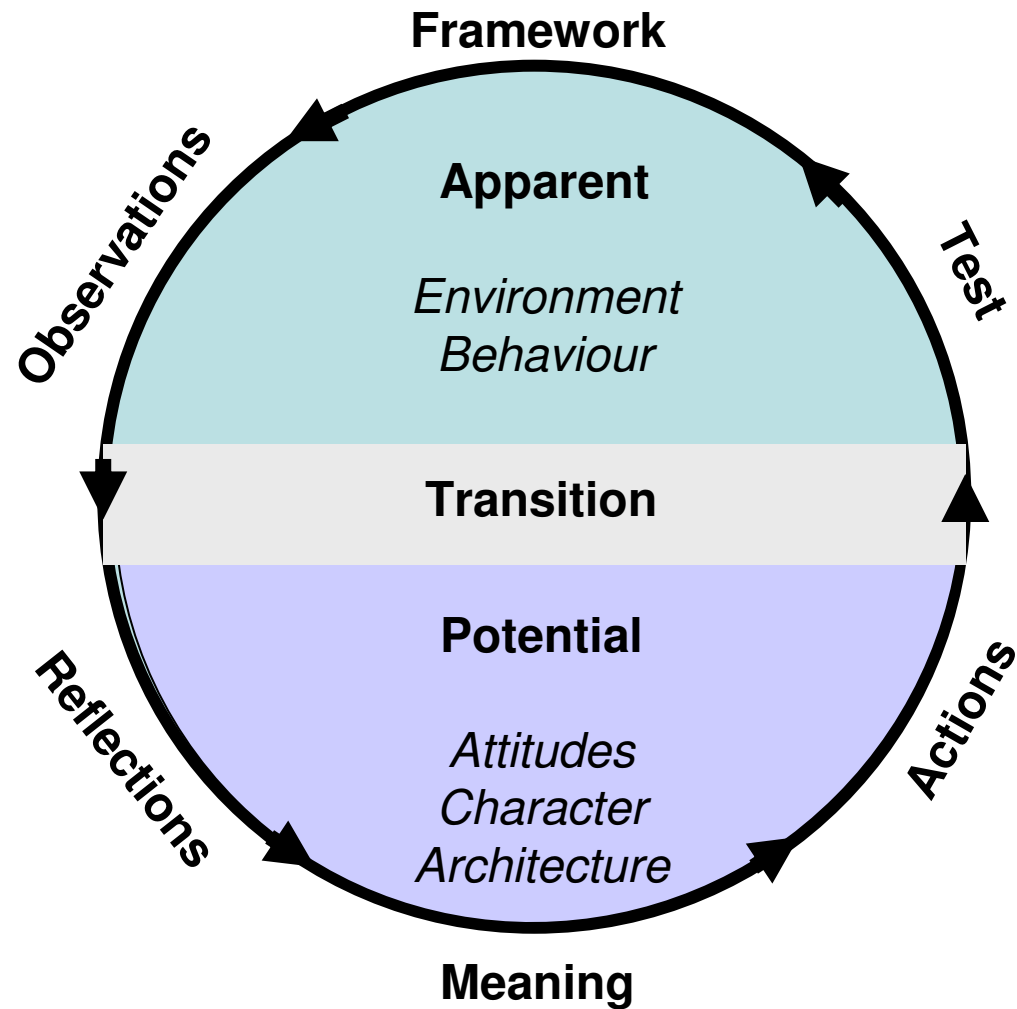 Framework
Observations
Apparent
Test
Environment
Behaviour
Transition
Potential
Reflections
Actions
Attitudes
Character
Architecture
Meaning